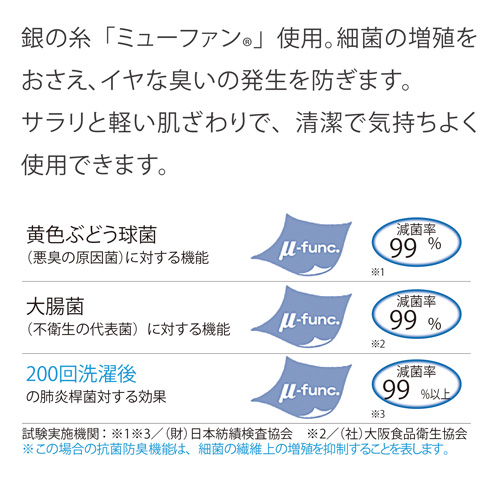 銀の糸「ミューファン®」使用。細菌の増殖を
おさえ、イヤな臭いの発生を防ぎます。
サラリと軽い肌ざわりで、清潔で気持ちよく
使用できます。
黄色ぶどう球菌
（悪臭の原因菌）に対する機能
μ-func.
減菌率
99 %
※1
大腸菌
（不衛生の代表菌）に対する機能
μ-func.
減菌率
99 %
※2
200回洗濯後
の肺炎桿菌対する効果
μ-func.
減菌率
99 %以上
※3
試験実施機関：※1※3／（財）日本紡績検査協会　※2／（社）大阪食品衛生協会
※この場合の抗菌防臭機能は、細菌の繊維上の増殖を抑制することを表します。